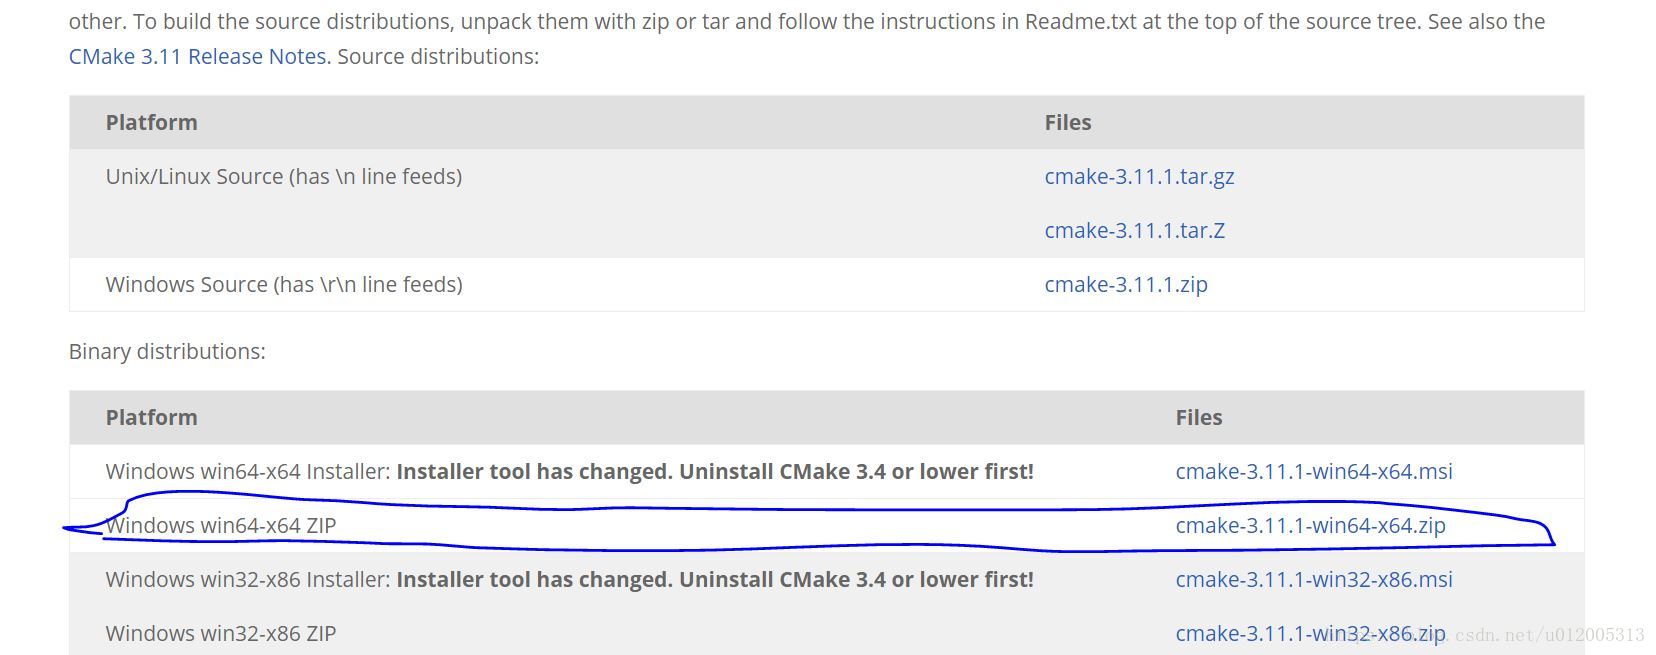 other. To build the source distributions, unpack them with zip or tar and follow the instructions in Readme.txt at the top of the source tree. See also the
CMake 3.11 Release Notes. Source distributions:
Platform Files
Unix/Linux Source (has \n line feeds) cmake-3.11.1.tar.gz
cmake-3.11.1.tar.Z
Windows Source (has \r\n line feeds) cmake-3.11.1.zip
Binary distributions:
Platform Files
Windows win64-x64 Installer: Installer tool has changed. Uninstall CMake 3.4 or lower first! cmake-3.11.1-win64-x64.msi
Windows win64-x64 ZIP cmake-3.11.1-win64-x64.zip
Windows win32-x86 Installer: Installer tool has changed. Uninstall CMake 3.4 or lower first! cmake-3.11.1-win32-x86.msi
Windows win32-x86 ZIP cmake-3.11.1-win32-x86.zip
csdn.net/u012005313